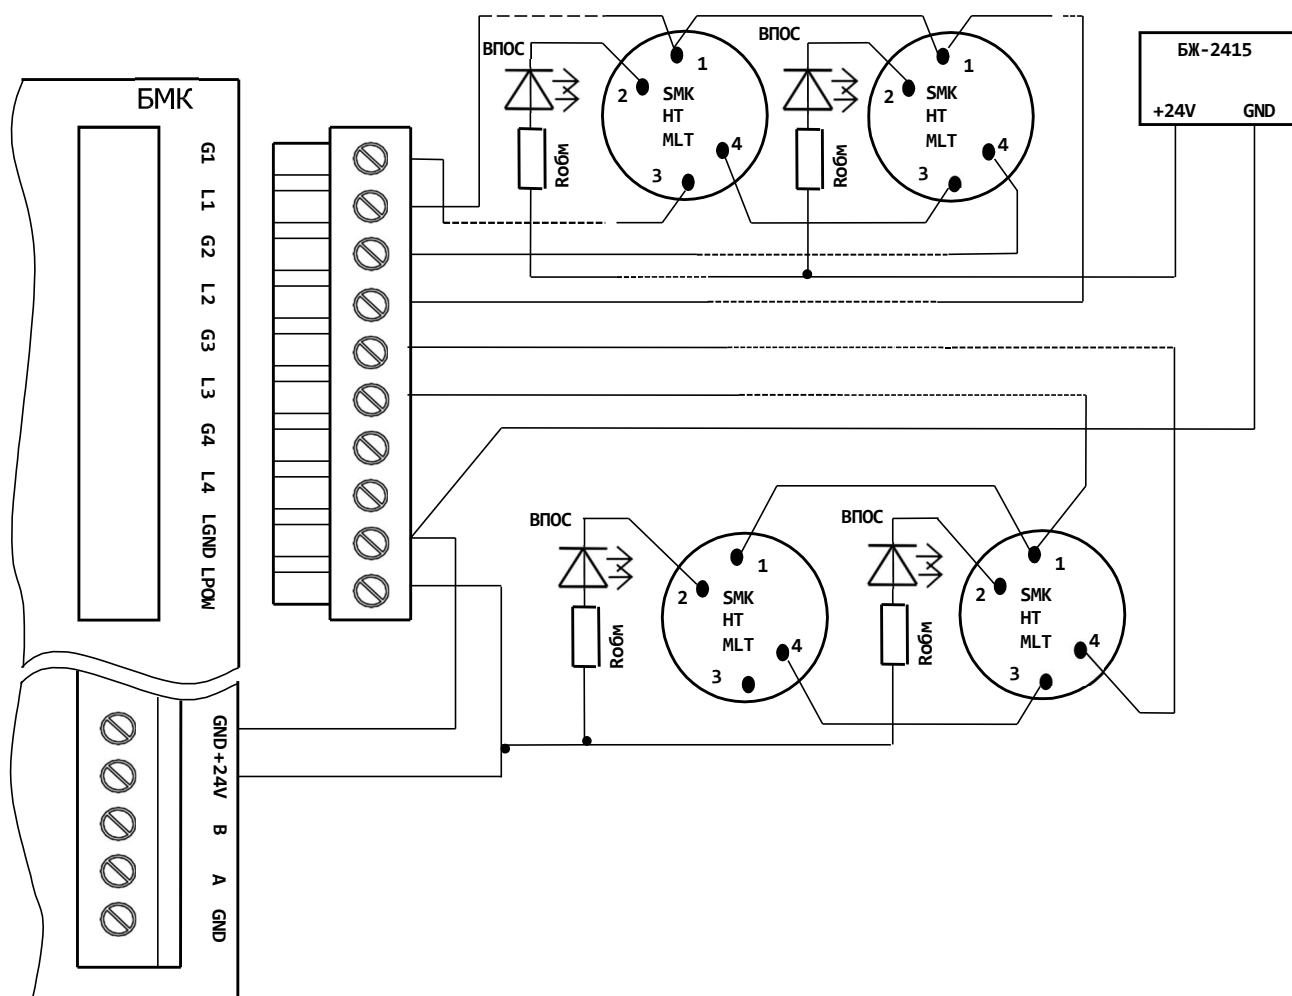 БМК
G1
L1
G2
L2
G3
L3
G4
L4
LGND
LPOW
GND
+24V
B
A
GND
ВПОС
Rобм
1
2
SMK
HT
MLT
4
3
ВПОС
Rобм
1
2
SMK
HT
MLT
4
3
БЖ-2415
+24V GND
ВПОС
Rобм
1
2
SMK
HT
MLT
4
3
ВПОС
Rобм
1
2
SMK
HT
MLT
4
3